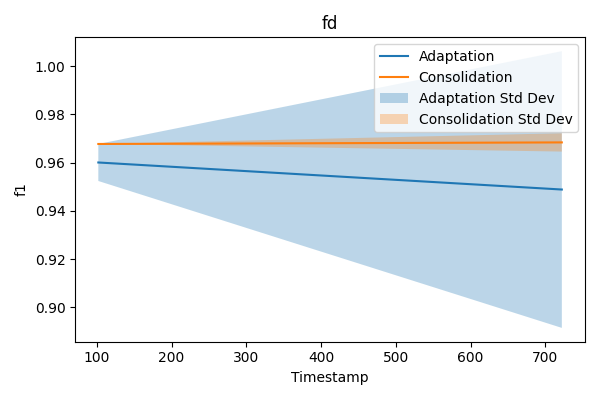 fd
Adaptation
Consolidation
Adaptation Std Dev
Consolidation Std Dev
f1
1.00
0.98
0.96
0.94
0.92
0.90
100 200 300 400 500 600 700
Timestamp